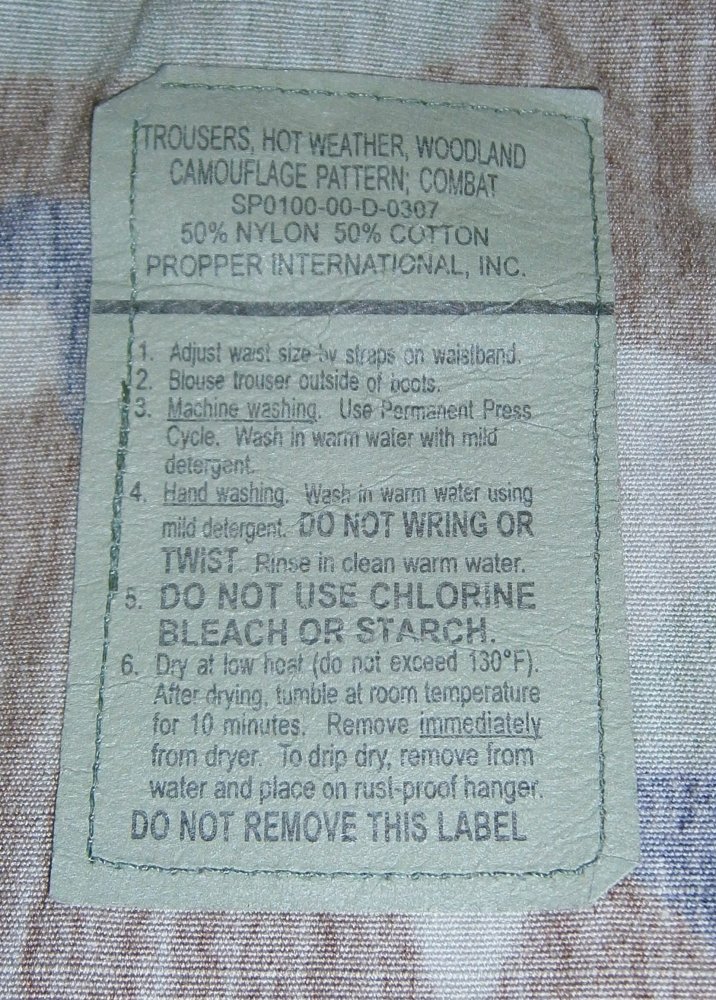 TROUSERS, HOT WEATHER, WOODLAND
CAMOUFLAGE PATTERN; COMBAT
SP0100-00-D-0307
50% NYLON 50% COTTON
PROPPER INTERNATIONAL, INC.
1. Adjust waist size by straps on waistband.
2. Blouse trouser outside of boots.
3. Machine washing. Use Permanent Press
Cycle. Wash in warm water with mild
detergent.
4. Hand washing. Wash in warm water using
mild detergent. DO NOT WRING OR
TWIST. Rinse in clean warm water.
5. DO NOT USE CHLORINE
BLEACH OR STARCH.
6. Dry at low heat (do not exceed 130°F).
After drying, tumble at room temperature
for 10 minutes. Remove immediately
from dryer. To drip dry, remove from
water and place on rust-proof hanger.
DO NOT REMOVE THIS LABEL